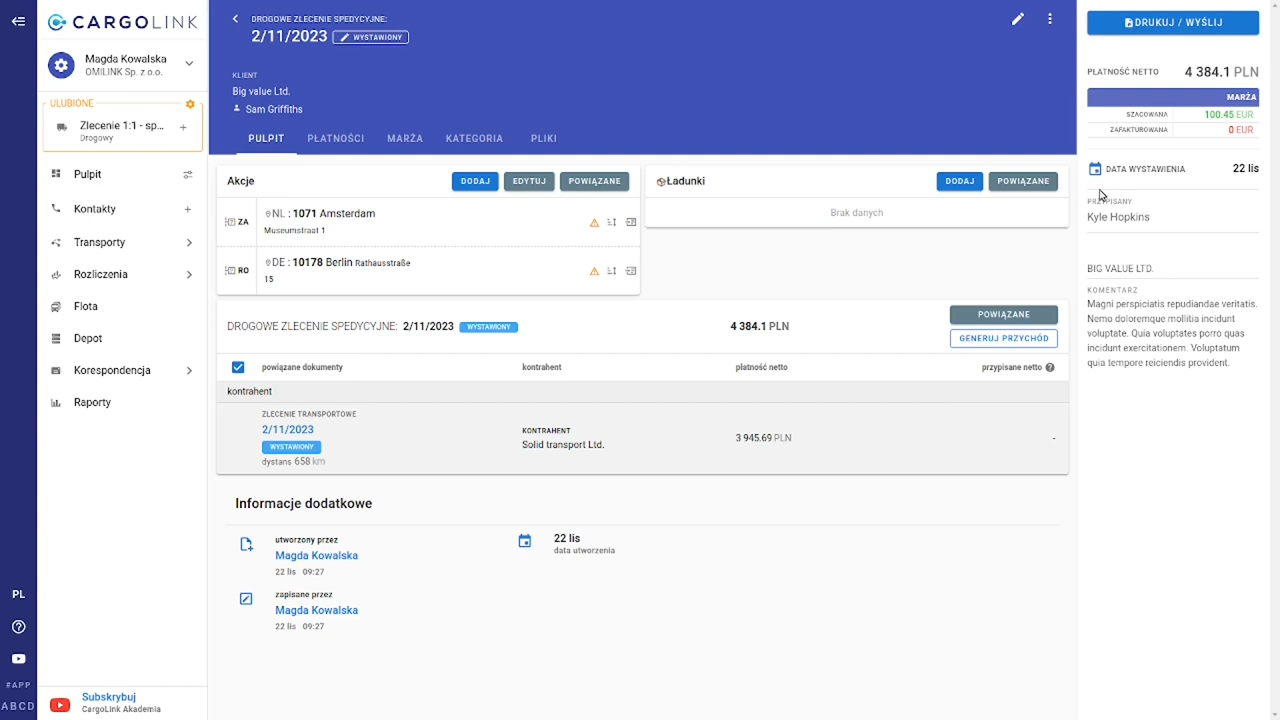 CARGOLINK
Magda Kowalska
OMILINK Sp. z o.o.
ULUBIONE
Zlecenie 1:1 - sp...
Drogowy
Pulpit
Kontakty
Transporty
Rozliczenia
Flota
Depot
Korespondencja
Raporty
PL
#APP
ABCD
Subskrybuj
CargoLink Akademia
DROGOWE ZLECENIE SPEDYCYJNE:
2/11/2023 WYSTAWIONY
KLIENT
Big value Ltd.
Sam Griffiths
PULPIT PŁATNOŚCI MARŻA KATEGORIA PLIKI
Akcje DODAJ EDYTUJ POWIĄZANE
ZA NL : 1071 Amsterdam
Museumstraat 1
RO DE : 10178 Berlin Rathausstraße
15
Ładunki DODAJ POWIĄZANE
Brak danych
DROGOWE ZLECENIE SPEDYCYJNE: 2/11/2023 WYSTAWIONY 4 384.1 PLN
POWIĄZANE
GENERUJ PRZYCHÓD
powiązane dokumenty kontrahent płatność netto przypisane netto
kontrahent
ZLECENIE TRANSPORTOWE
2/11/2023
WYSTAWIONY
dystans 658 km
KONTRAHENT
Solid transport Ltd.
3 945.69 PLN
-
Informacje dodatkowe
utworzony przez
Magda Kowalska
22 lis 09:27
22 lis
data utworzenia
zapisane przez
Magda Kowalska
22 lis 09:27
DRUKUJ / WYŚLIJ
PŁATNOŚĆ NETTO 4 384.1 PLN
MARŻA
SZACOWANA 100.45 EUR
ZAFAKTUROWANA 0 EUR
DATA WYSTAWIENIA 22 lis
PRZYPISANY
Kyle Hopkins
BIG VALUE LTD.
KOMENTARZ
Magni perspiciatis repudiandae veritatis.
Nemo doloremque mollitia incidunt
voluptate. Quia voluptates porro quas
incidunt exercitationem. Voluptatum
quia tempore reiciendis provident.